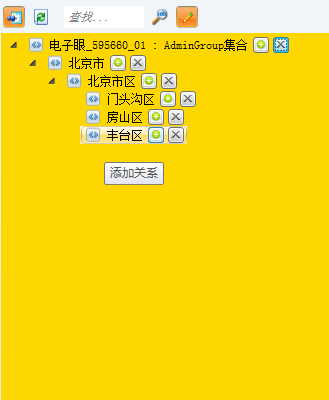 查找...
电子眼_595660_01 : AdminGroup集合
北京市
北京市区
门头沟区
房山区
丰台区
添加关系